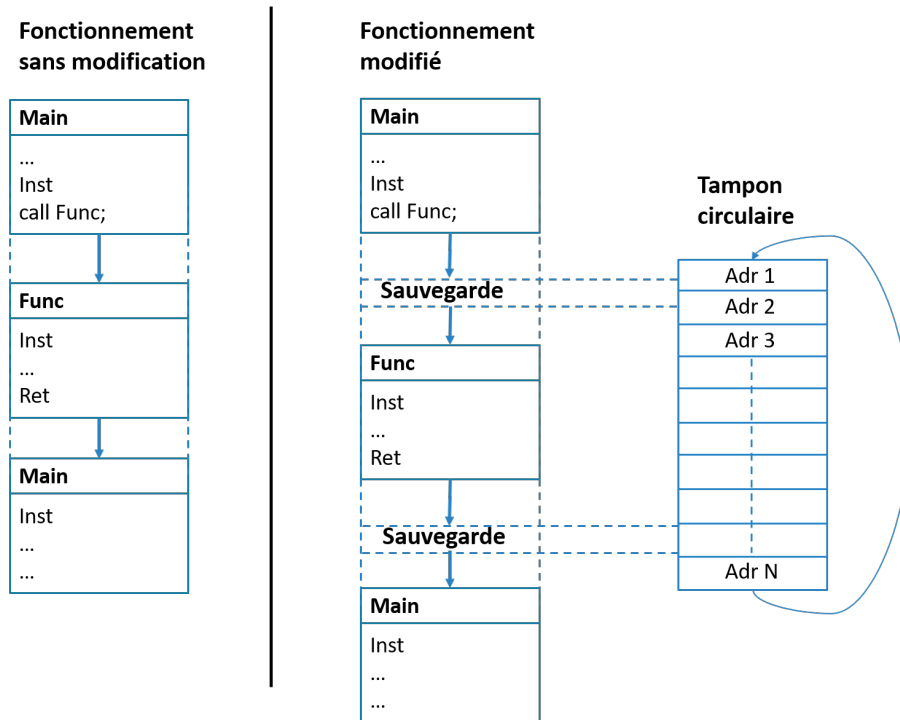 Fonctionnement
sans modification
Main
...
Inst
call Func;
Func
Inst
...
Ret
Main
Inst
...
...
Fonctionnement
modifié
Main
...
Inst
call Func;
Sauvegarde
Func
Inst
...
Ret
Sauvegarde
Main
Inst
...
...
Tampon
circulaire
Adr 1
Adr 2
Adr 3
Adr N